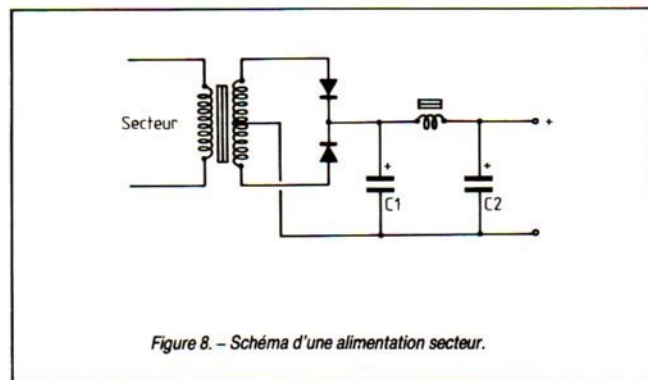 Secteur
+
+
+
C1
C2
Figure 8. – Schéma d'une alimentation secteur.